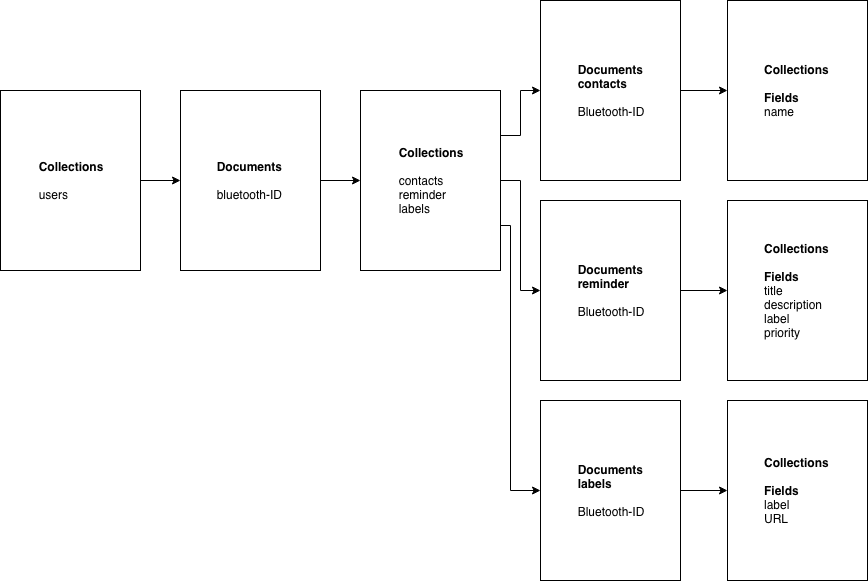 Collections
users
Documents
bluetooth-ID
Collections
contacts
reminder
labels
Documents
contacts
Bluetooth-ID
Collections
Fields
name
Documents
reminder
Bluetooth-ID
Collections
Fields
title
description
label
priority
Documents
labels
Bluetooth-ID
Collections
Fields
label
URL